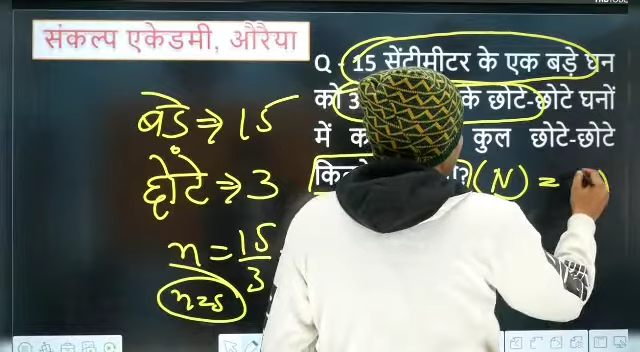 संकल्प एकेडमी, औरैया
Q - 15 सेंटीमीटर के एक बड़े घन
को 3 के छोटे-छोटे घनों
में कुल छोटे-छोटे
?(N) =
बड़े ⇒ 15
छोटे ⇒ 3
n = 15/3
n=5